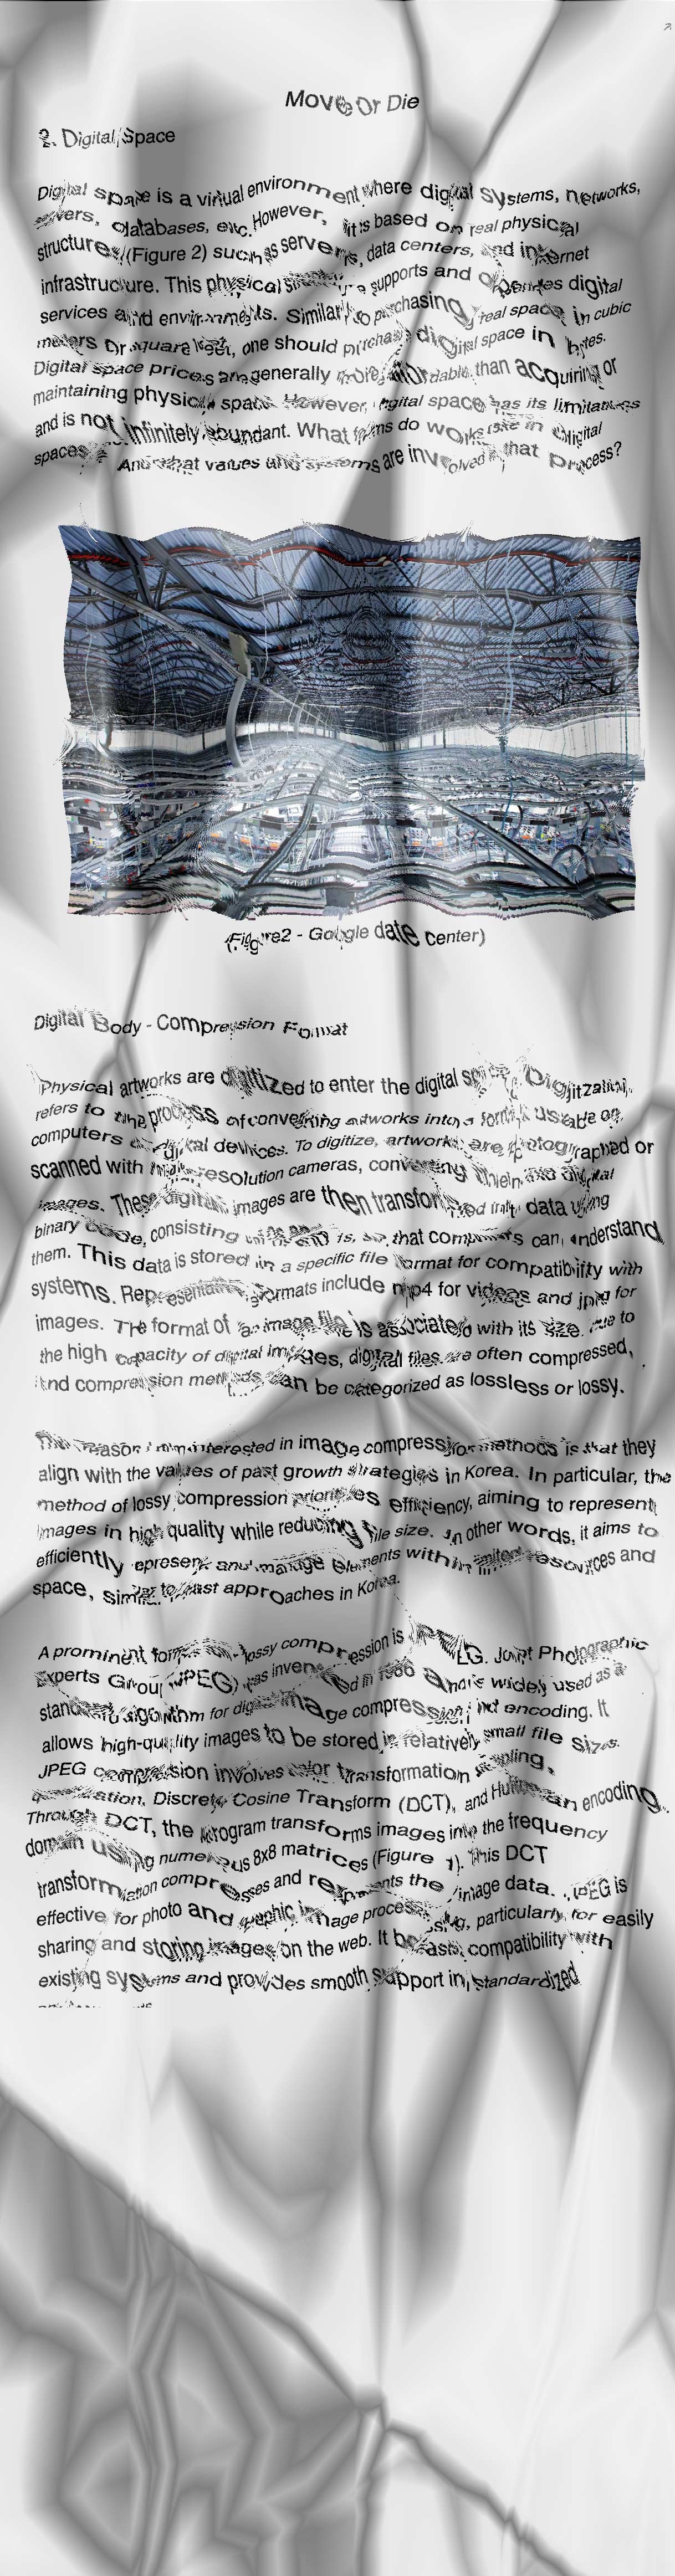 Move Or Die
2. Digital Space
Digital space is a virtual environment where digital systems, networks,
servers, databases, etc. However, it is based on real physical
structures (Figure 2) such as servers, data centers, and internet
infrastructure. This physical supports and digital
services and environments. Similar to purchasing real space in cubic
meters or square feet, one should purchase digital space in bytes.
Digital space prices are generally more affordable than acquiring or
maintaining physical space. However, digital space has its limitations
and is not infinitely abundant. What forms do works take in digital
spaces? And what values and systems are involved in that process?
(Figure2 - Google date center)
Digital Body - Compression Format
Physical artworks are digitized to enter the digital space. Digitization
refers to the process of converting artworks into a format usable on
computers or digital devices. To digitize, artworks are photographed or
scanned with high-resolution cameras, converting them into digital
images. These digital images are then transformed into data using
binary code, consisting of 0s and 1s, so that computers can understand
them. This data is stored in a specific file format for compatibility with
systems. Representative formats include mp4 for videos and jpeg for
images. The format of an image file is associated with its size. Due to
the high capacity of digital images, digital files are often compressed,
and compression methods can be categorized as lossless or lossy.
The reason I'm interested in image compression methods is that they
align with the values of past growth strategies in Korea. In particular, the
method of lossy compression prioritizes efficiency, aiming to represent
images in high quality while reducing file size. In other words, it aims to
efficiently represent and manage elements within limited resources and
space, similar to past approaches in Korea.
A prominent format for lossy compression is JPEG. Joint Photographic
Experts Group (JPEG) was invented in 1986 and is widely used as a
standard algorithm for digital image compression and encoding. It
allows high-quality images to be stored in relatively small file sizes.
JPEG compression involves color transformation sampling,
quantization, Discrete Cosine Transform (DCT), and Huffman encoding.
Through DCT, the program transforms images into the frequency
domain using numerous 8x8 matrices (Figure 1). This DCT
transformation compresses and represents the image data. JPEG is
effective for photo and graphic image processing, particularly for easily
sharing and storing images on the web. It boasts compatibility with
existing systems and provides smooth support in standardized